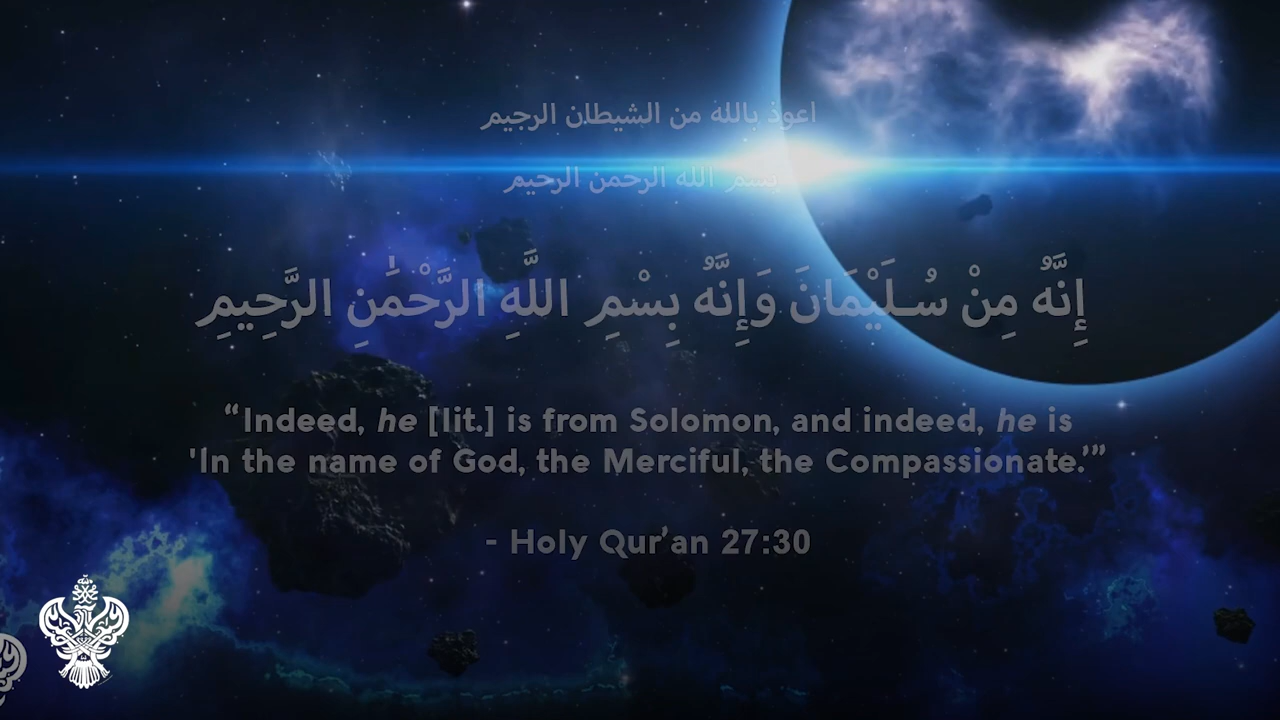 اعوذ بالله من الشيطان الرجيم
بسم الله الرحمن الرحيم
إِنَّهُ مِنْ سُلَيْمَانَ وَإِنَّهُ بِسْمِ اللَّهِ الرَّحْمَٰنِ الرَّحِيمِ
“Indeed, he [lit.] is from Solomon, and indeed, he is
'In the name of God, the Merciful, the Compassionate.’”
- Holy Qur’an 27:30